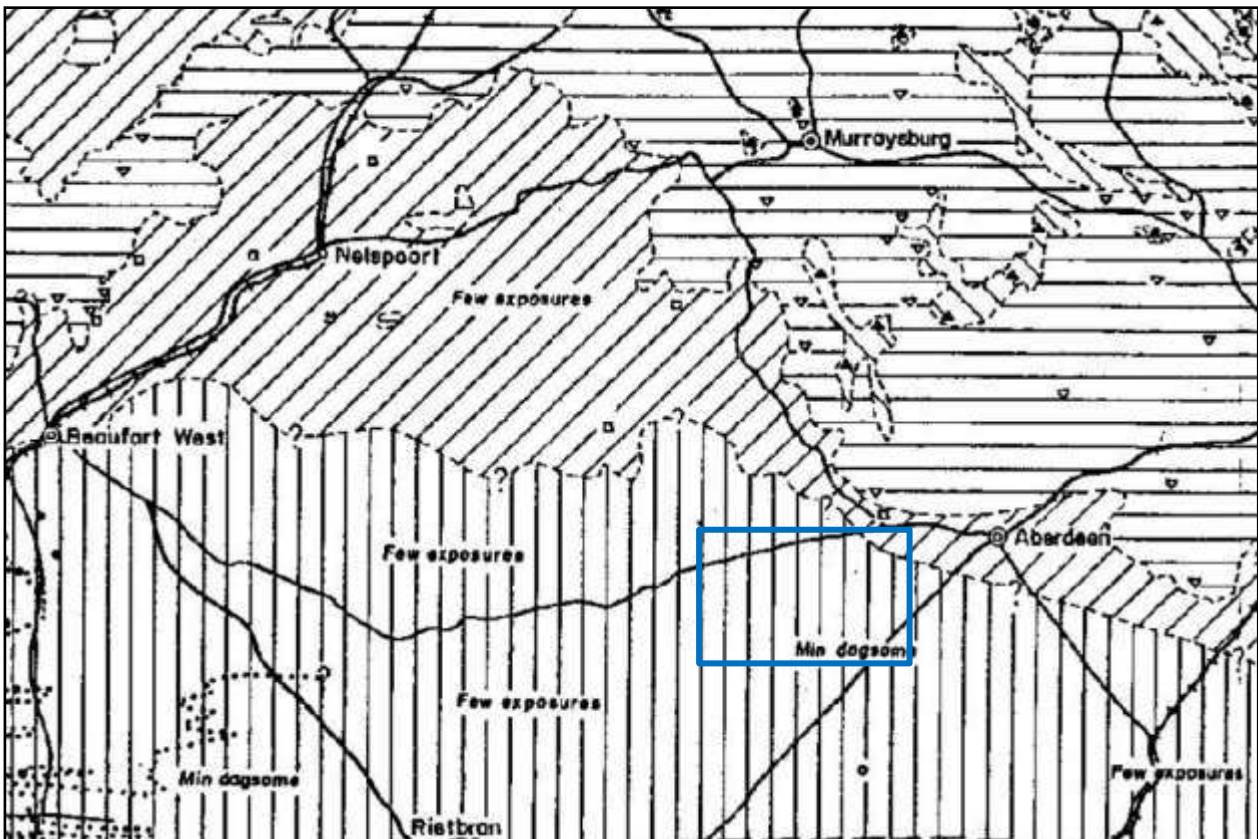 Murraysburg
Nelspoort
Few exposures
?
Beaufort West
?
?
?
?
Aberdeen
Few exposures
?
Min dagsome
?
Few exposures
Min dagsome
Few exposures
Rietbron